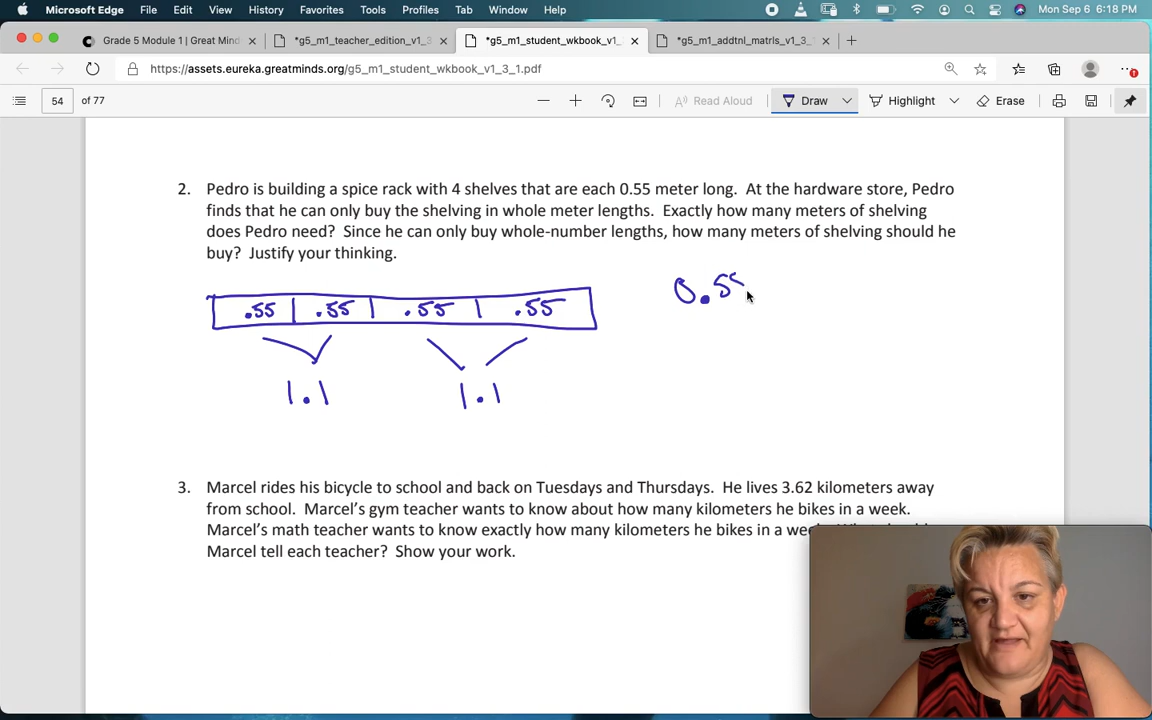 Microsoft Edge File Edit View History Favorites Tools Profiles Tab Window Help Mon Sep 6 6:18 PM
Grade 5 Module 1 | Great Mind *g5_m1_teacher_edition_v1_3 *g5_m1_student_wkbook_v1_ *g5_m1_addtnl_matrls_v1_3_
https://assets.eureka.greatminds.org/g5_m1_student_wkbook_v1_3_1.pdf
54 of 77 Read Aloud Draw Highlight Erase
2. Pedro is building a spice rack with 4 shelves that are each 0.55 meter long. At the hardware store, Pedro
finds that he can only buy the shelving in whole meter lengths. Exactly how many meters of shelving
does Pedro need? Since he can only buy whole-number lengths, how many meters of shelving should he
buy? Justify your thinking.
0.55
.55 .55 .55 .55
1.1 1.1
3. Marcel rides his bicycle to school and back on Tuesdays and Thursdays. He lives 3.62 kilometers away
from school. Marcel's gym teacher wants to know about how many kilometers he bikes in a week.
Marcel's math teacher wants to know exactly how many kilometers he bikes in a
Marcel tell each teacher? Show your work.